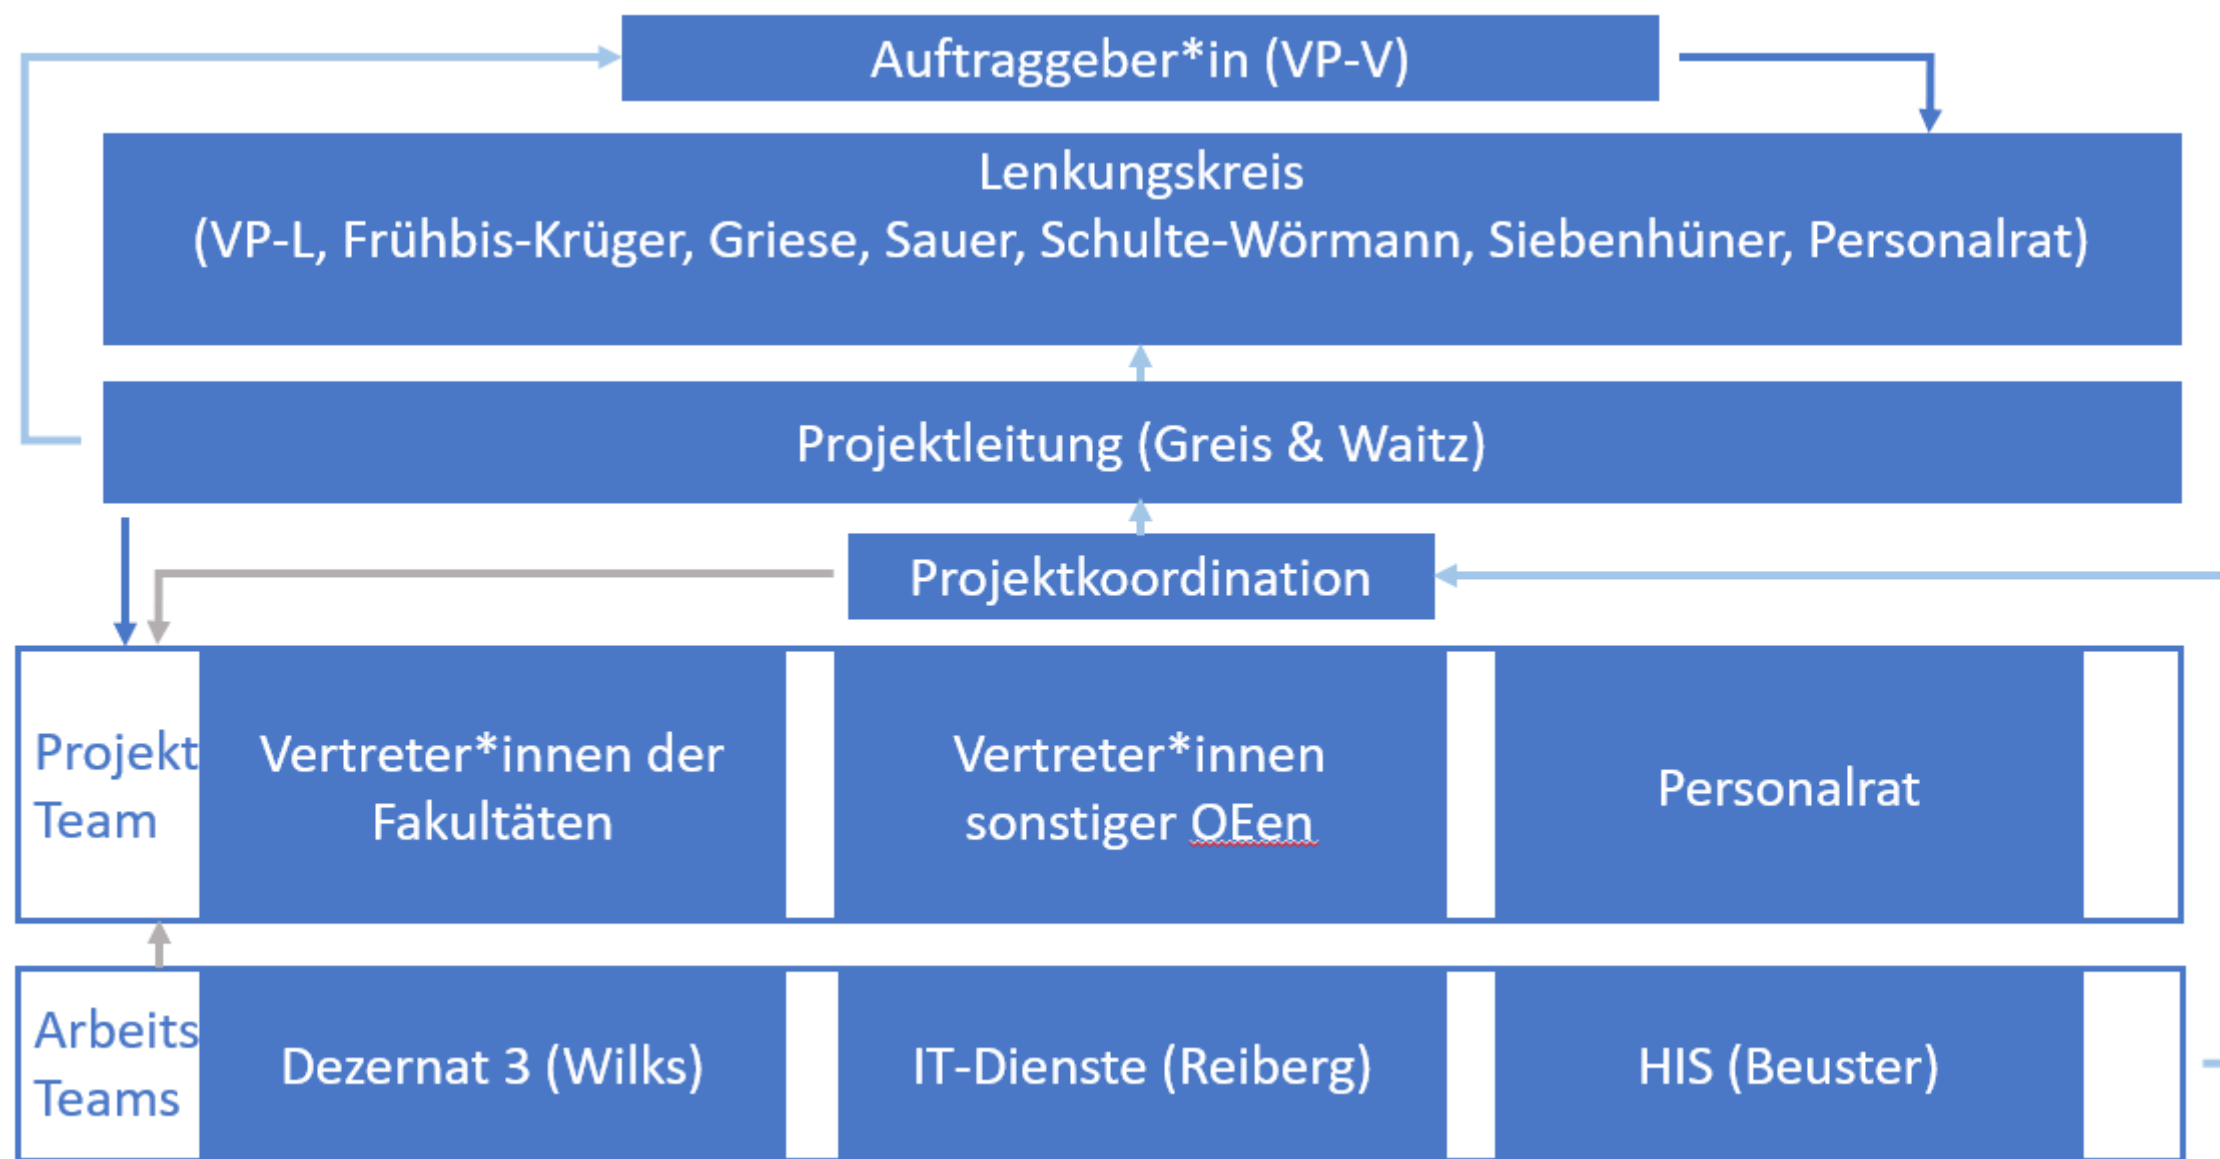 Auftraggeber*in (VP-V)
Lenkungskreis
(VP-L, Frühbis-Krüger, Griese, Sauer, Schulte-Wörmann, Siebenhüner, Personalrat)
Projektleitung (Greis & Waitz)
Projektkoordination
Projekt
Team
Vertreter*innen der
Fakultäten
Vertreter*innen
sonstiger OEen
Personalrat
Arbeits
Teams
Dezernat 3 (Wilks)
IT-Dienste (Reiberg)
HIS (Beuster)